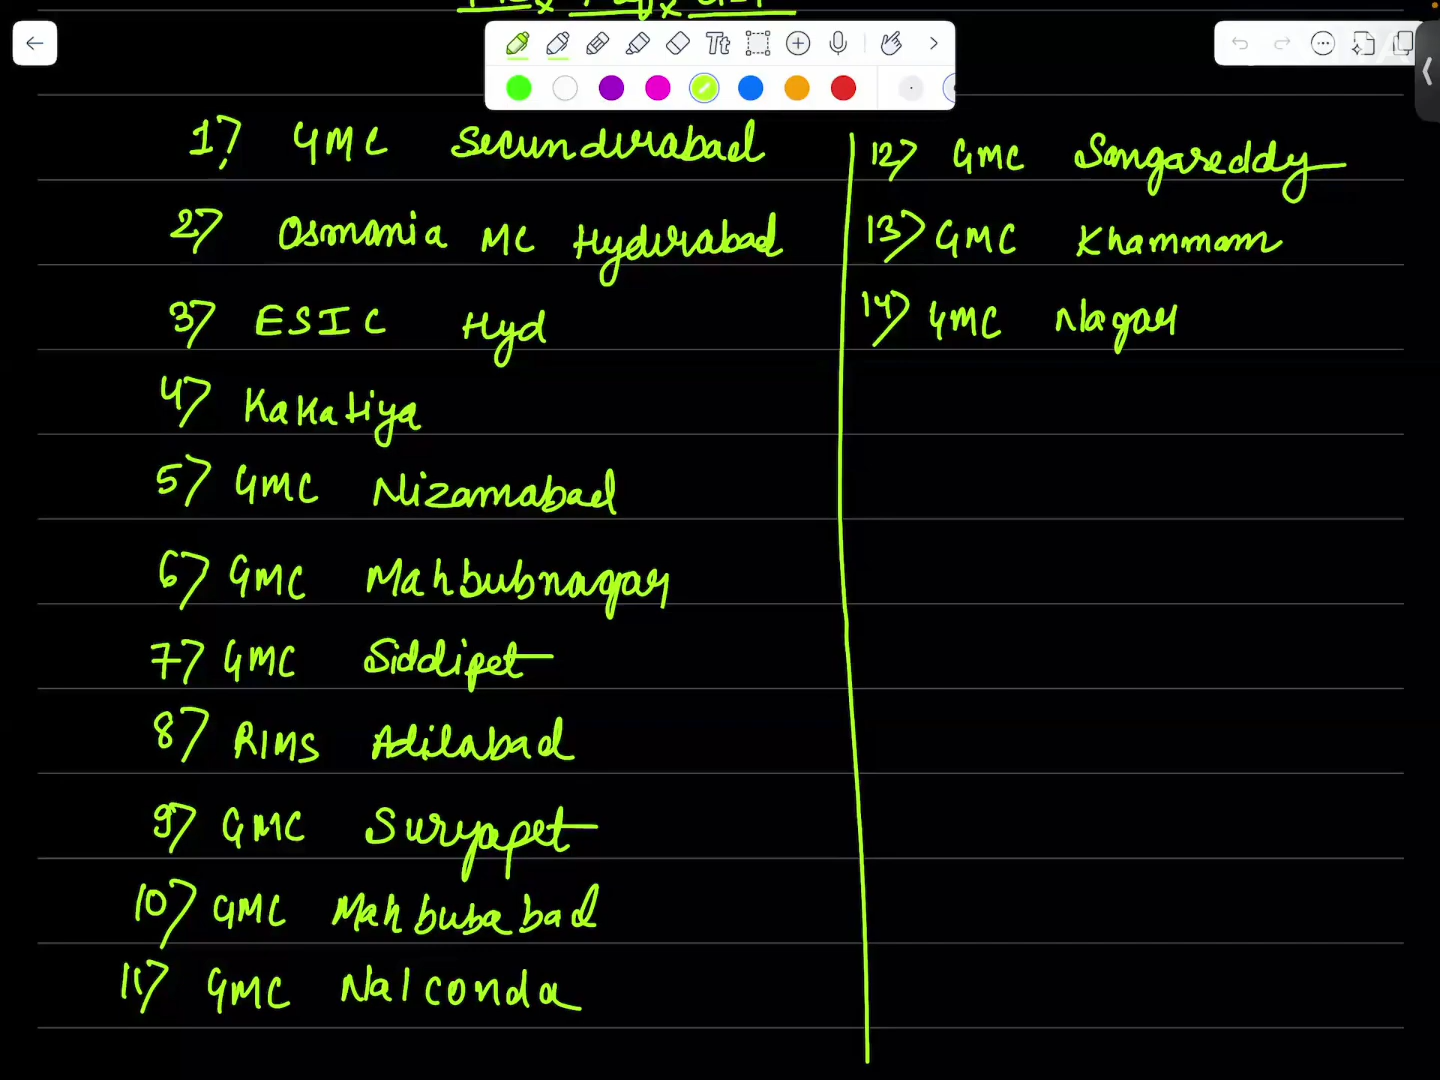 1) GMC Secunderabad
2) Osmania MC Hyderabad
3) ESIC Hyd
4) Kakatiya
5) GMC Nizamabad
6) GMC Mahbubnagar
7) GMC Siddipet
8) RIMS Adilabad
9) GMC Suryapet
10) GMC Mahbubabad
11) GMC Nalconda
12) GMC Sangareddy
13) GMC Khammam
14) GMC Nagar